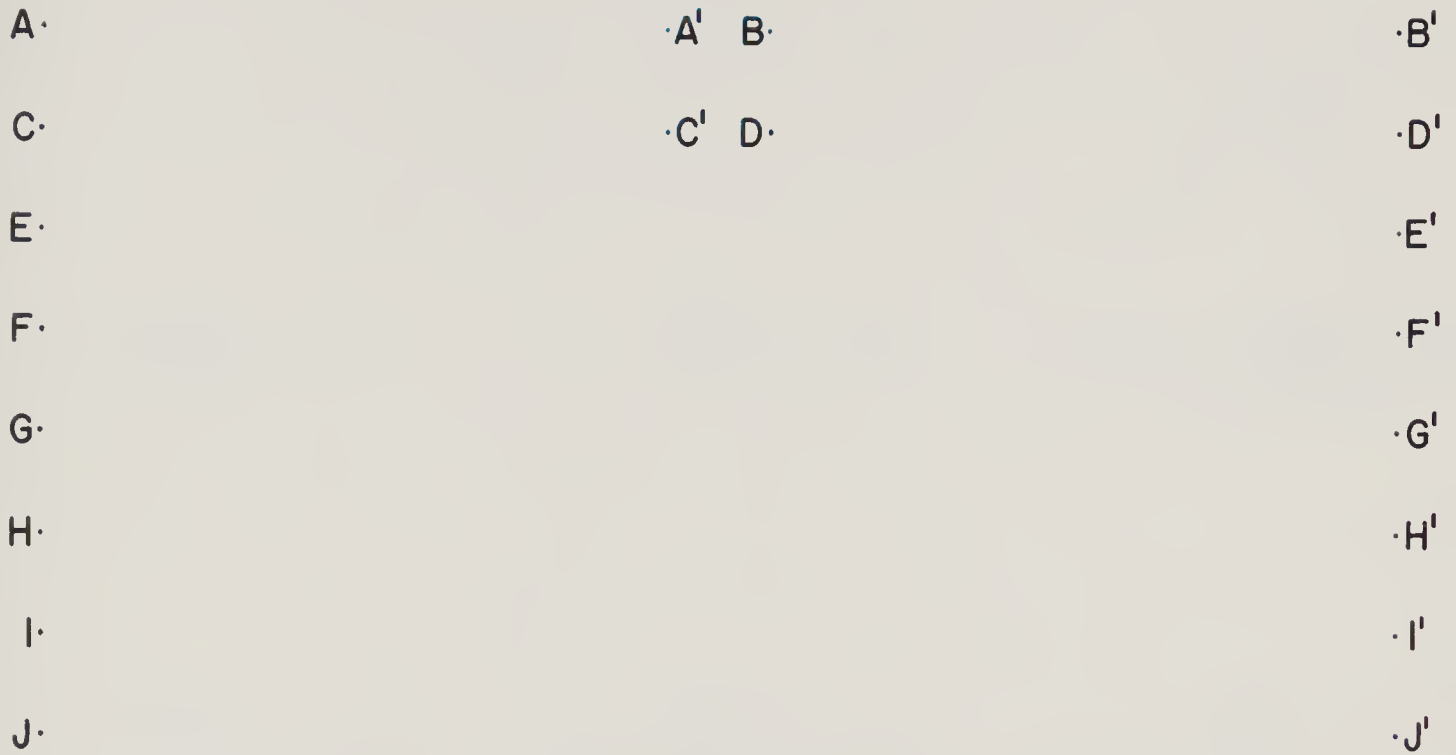 A· ·A' B· ·B'
C· ·C' D· ·D'
E· ·E'
F· ·F'
G· ·G'
H· ·H'
I· ·I'
J· ·J'